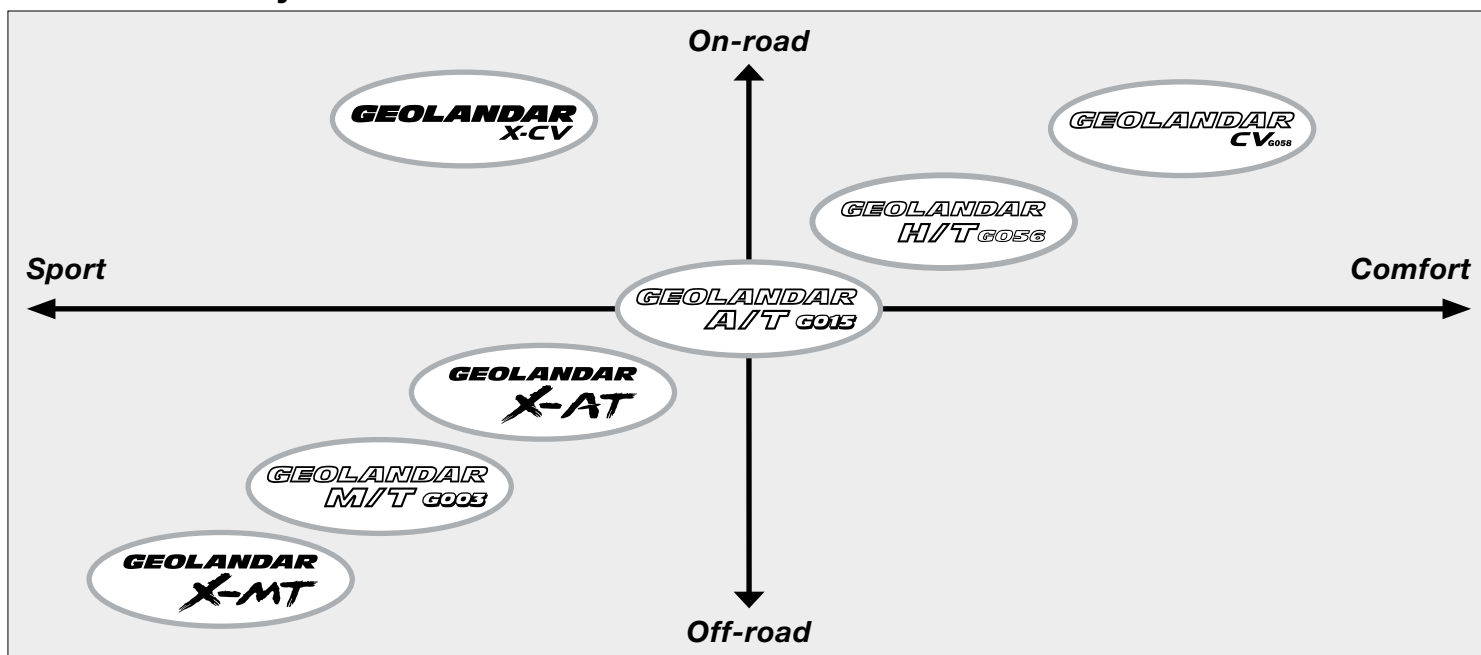 On-road
GEOLANDAR
X-CV
GEOLANDAR
CV G058
GEOLANDAR
H/T G056
Sport
Comfort
GEOLANDAR
A/T G015
GEOLANDAR
X-AT
GEOLANDAR
M/T G003
GEOLANDAR
X-MT
Off-road